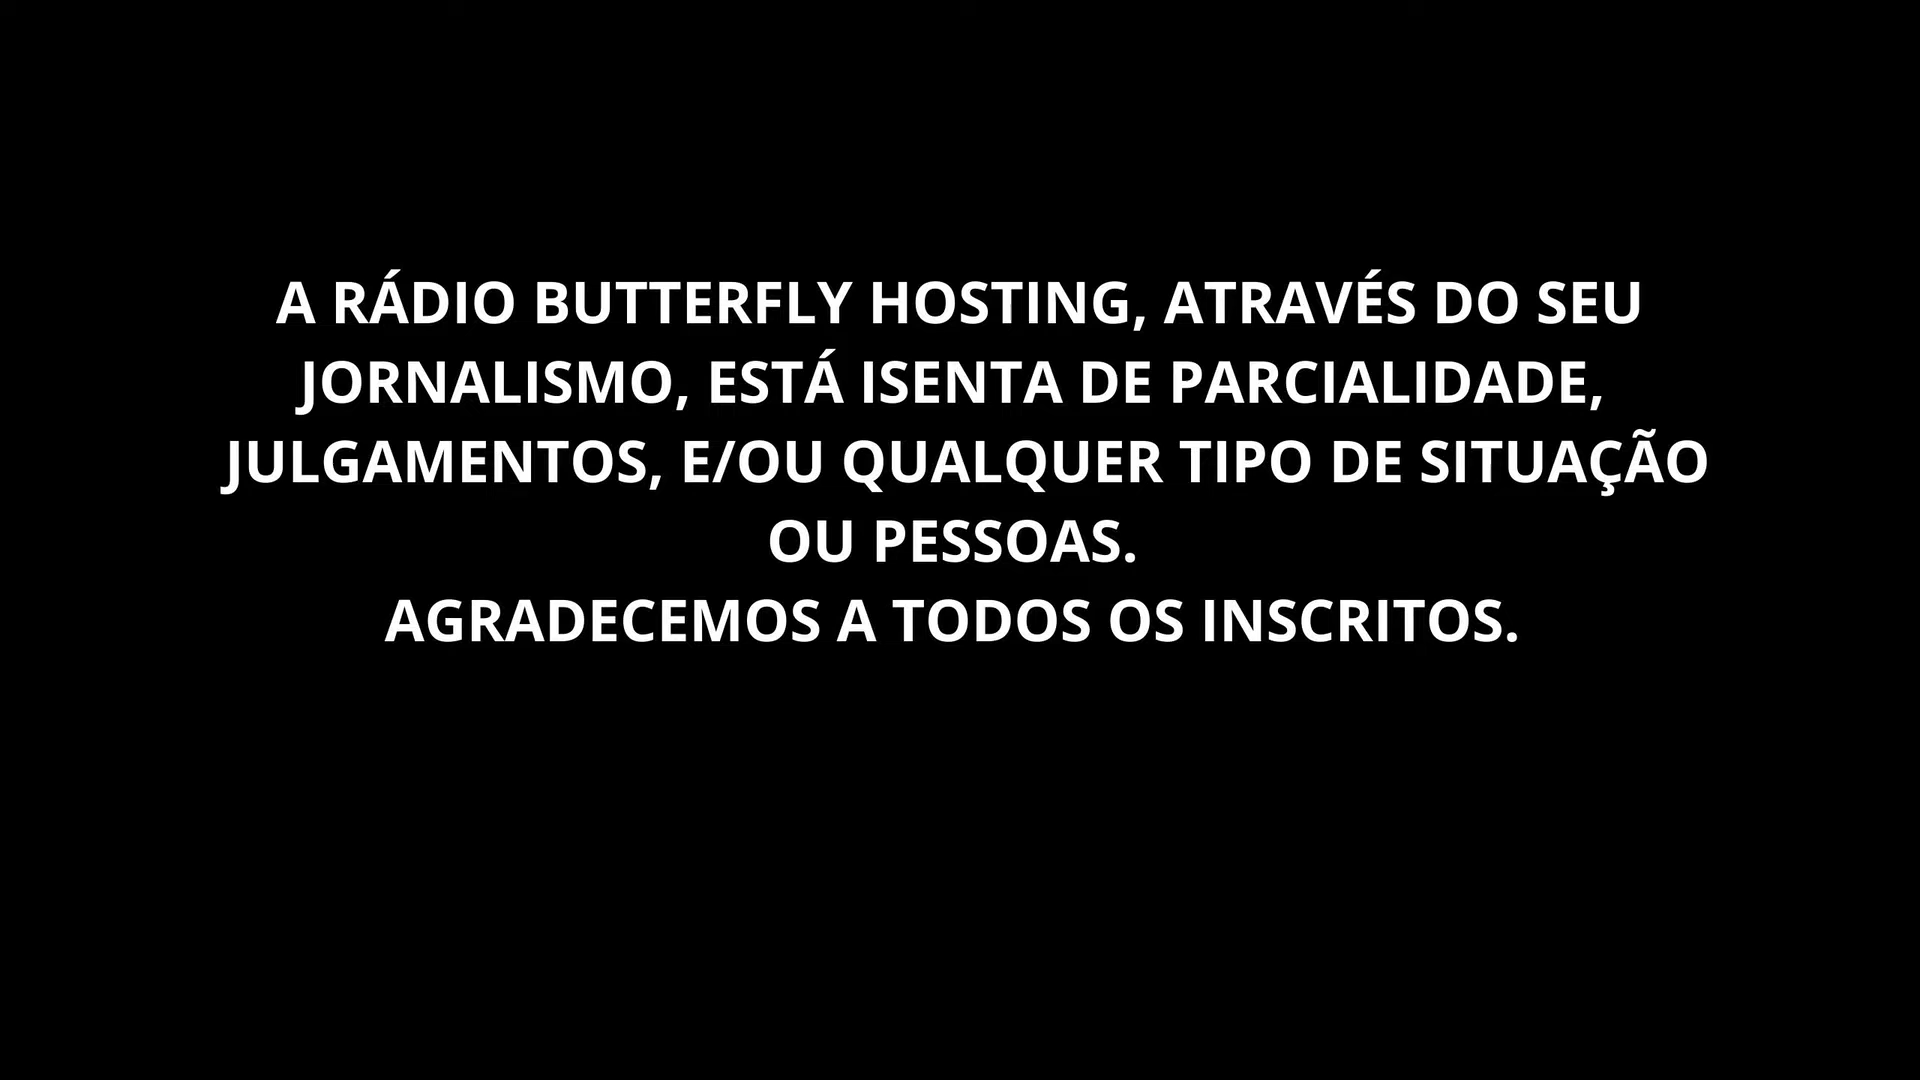 A RÁDIO BUTTERFLY HOSTING, ATRAVÉS DO SEU
JORNALISMO, ESTÁ ISENTA DE PARCIALIDADE,
JULGAMENTOS, E/OU QUALQUER TIPO DE SITUAÇÃO
OU PESSOAS.
AGRADECEMOS A TODOS OS INSCRITOS.